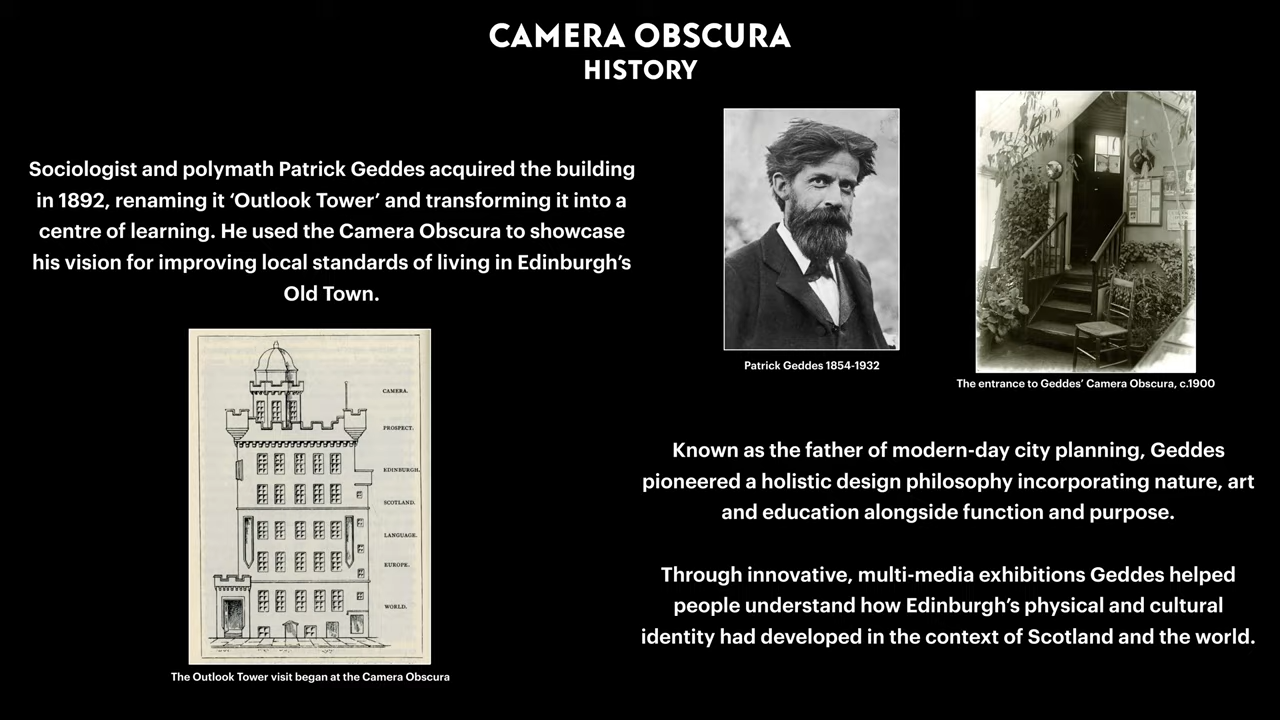 CAMERA OBSCURA
HISTORY
Sociologist and polymath Patrick Geddes acquired the building
in 1892, renaming it ‘Outlook Tower’ and transforming it into a
centre of learning. He used the Camera Obscura to showcase
his vision for improving local standards of living in Edinburgh’s
Old Town.
CAMERA.
PROSPECT.
EDINBURGH.
SCOTLAND.
LANGUAGE.
EUROPE.
WORLD.
The Outlook Tower visit began at the Camera Obscura
Patrick Geddes 1854-1932
The entrance to Geddes’ Camera Obscura, c.1900
Known as the father of modern-day city planning, Geddes
pioneered a holistic design philosophy incorporating nature, art
and education alongside function and purpose.
Through innovative, multi-media exhibitions Geddes helped
people understand how Edinburgh’s physical and cultural
identity had developed in the context of Scotland and the world.